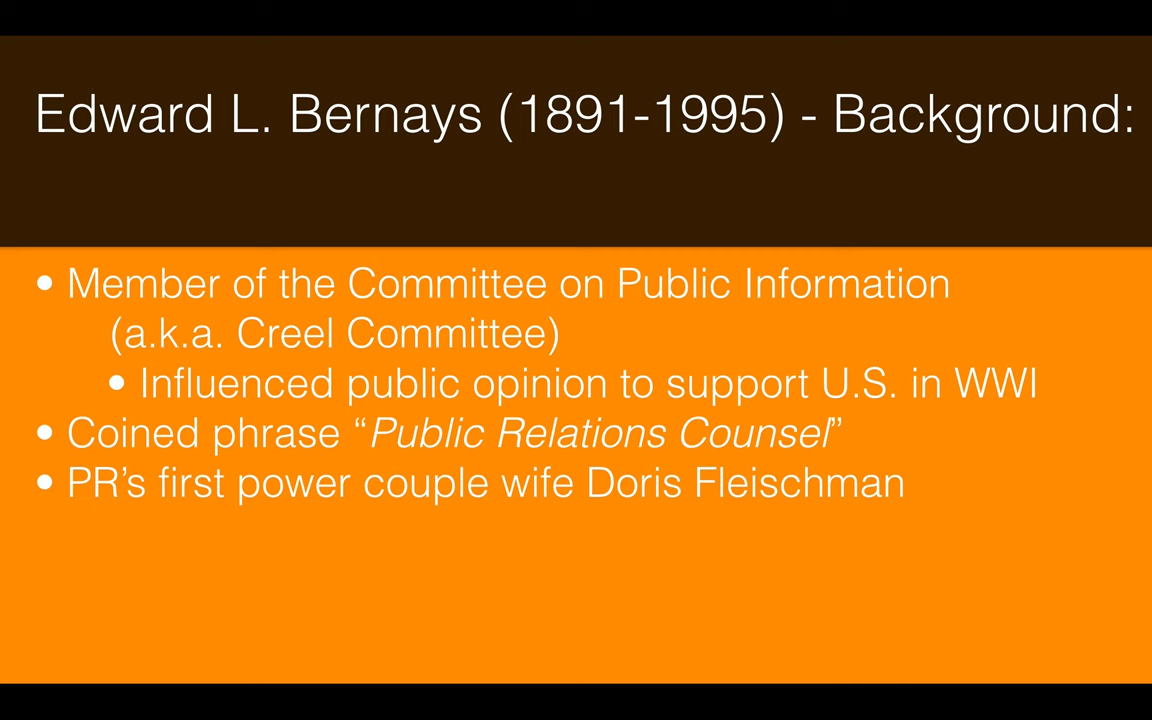 Edward L. Bernays (1891-1995) - Background:
• Member of the Committee on Public Information
(a.k.a. Creel Committee)
• Influenced public opinion to support U.S. in WWI
• Coined phrase “Public Relations Counsel”
• PR’s first power couple wife Doris Fleischman